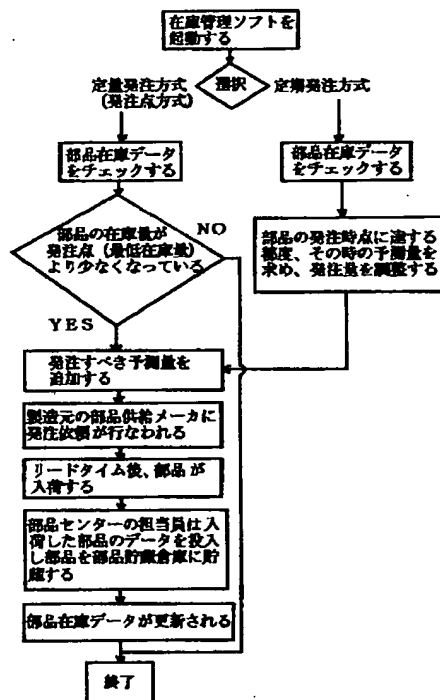 在庫管理ソフトを
起動する
選択
定量発注方式
(発注点方式)
定期発注方式
部品在庫データ
をチェックする
部品在庫データ
をチェックする
部品の在庫量が
発注点(最低在庫量)
より少なくなっている
NO
YES
部品の発注時点に達する
都度、その時の予測量を
求め、発注量を調整する
発注すべき予測量を
追加する
製造元の部品供給メーカに
発注依頼が行なわれる
リードタイム後、部品が
入荷する
部品センターの担当員は入
荷した部品のデータを投入
し部品を部品貯蔵倉庫に貯
蔵する
部品在庫データが更新される
終了